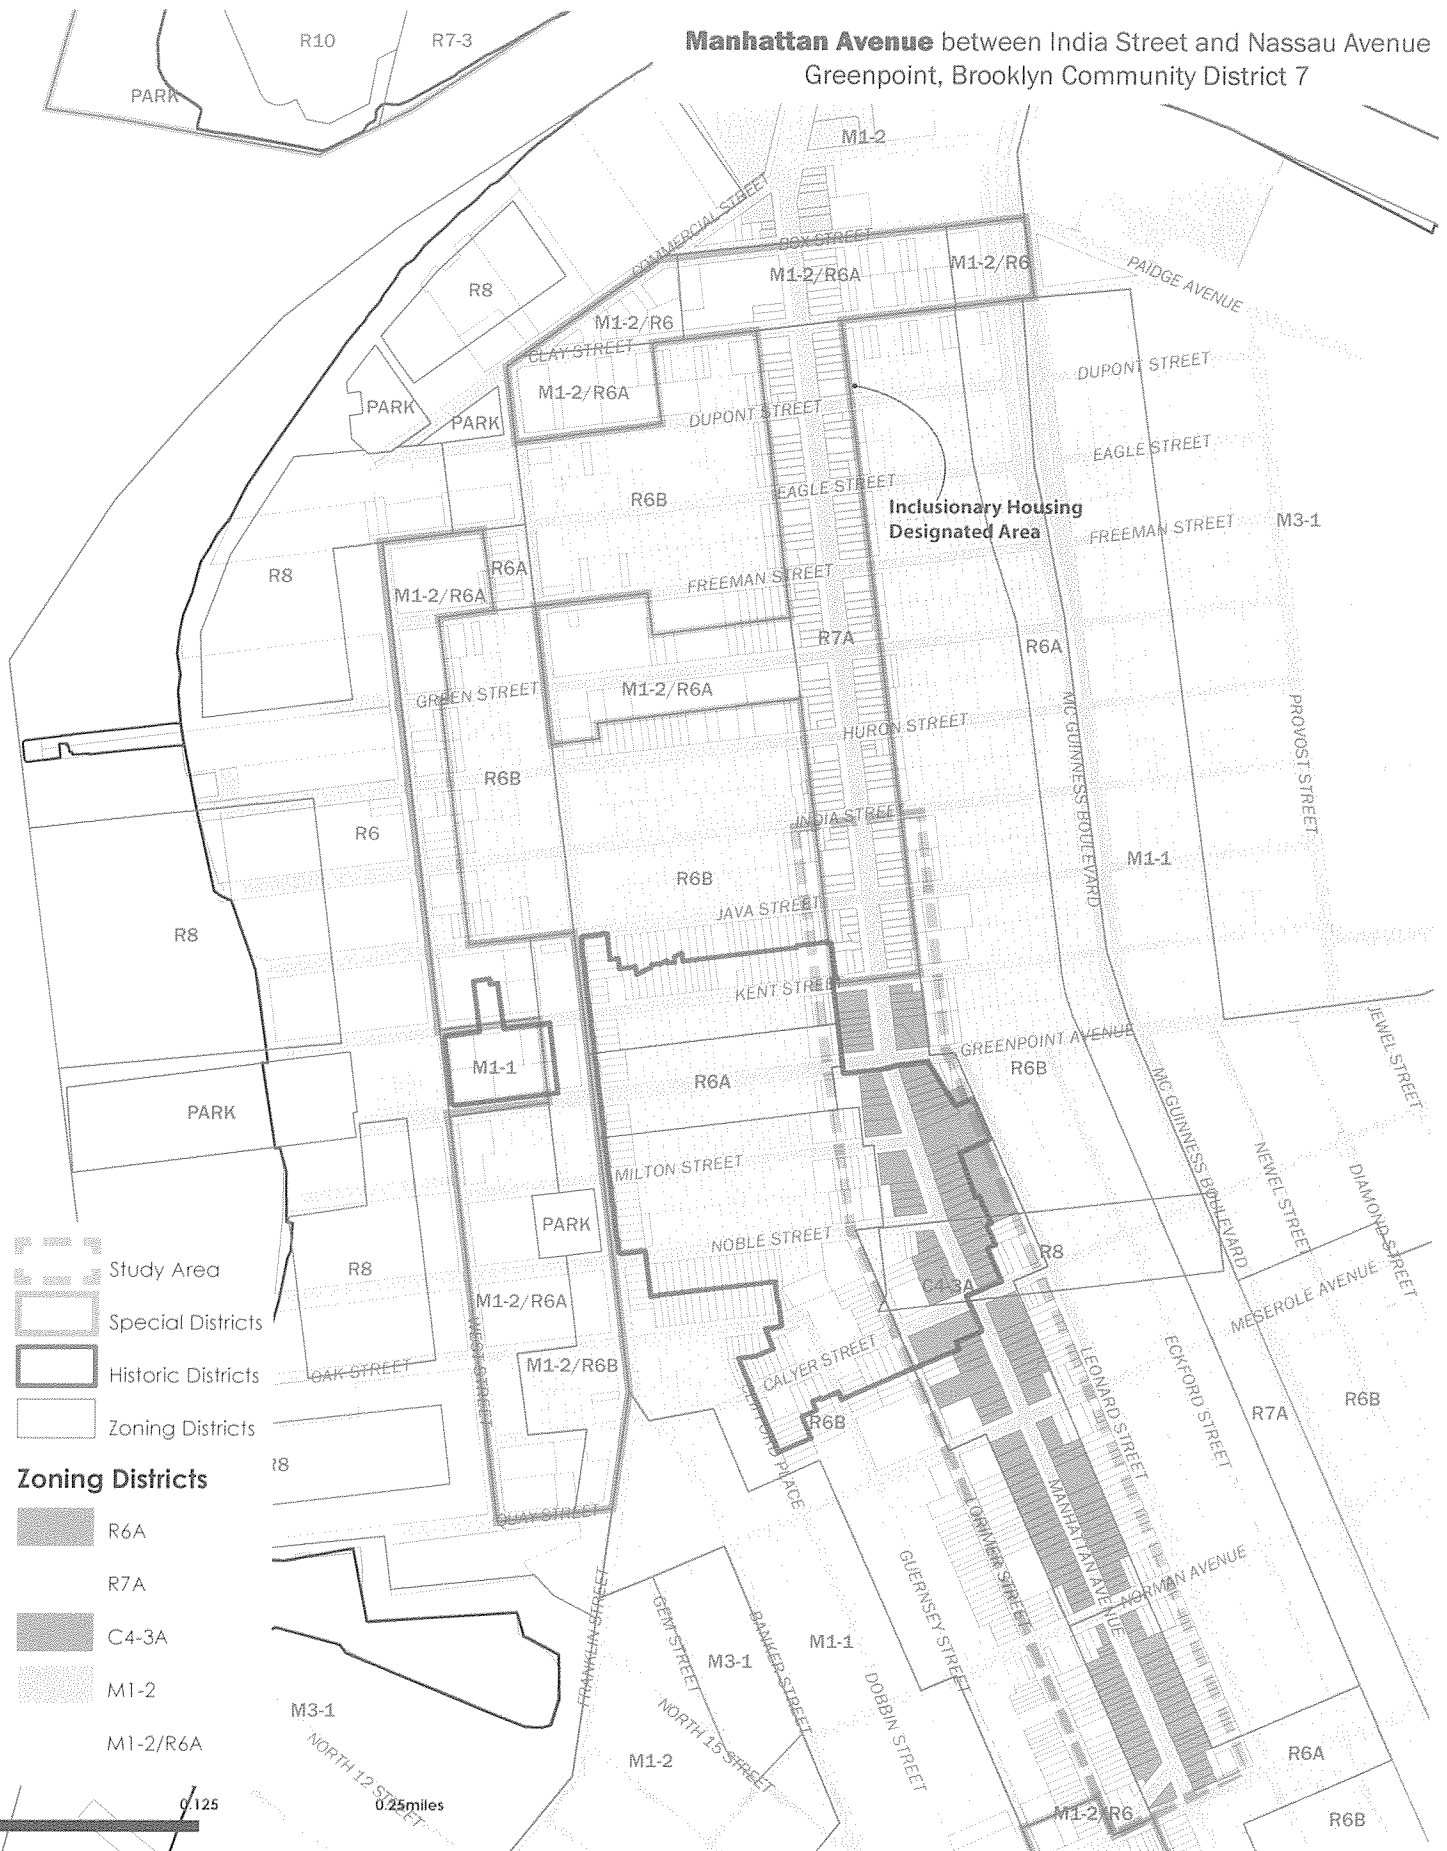 Manhattan Avenue between India Street and Nassau Avenue
Greenpoint, Brooklyn Community District 7
R10
R7-3
PARK
M1-2
COMMERCIAL STREET
BOX STREET
M1-2/R6A
M1-2/R6
PAIDGE AVENUE
R8
M1-2/R6
CLAY STREET
M1-2/R6A
DUPONT STREET
PARK
PARK
DUPONT STREET
EAGLE STREET
R6B
EAGLE STREET
Inclusionary Housing
Designated Area
FREEMAN STREET
M3-1
R8
R6A
M1-2/R6A
FREEMAN STREET
R7A
R6A
GREEN STREET
M1-2/R6A
HURON STREET
MC GUINNESS BOULEVARD
PROVOST STREET
R6B
R6
INDIA STREET
M1-1
R6B
JAVA STREET
R8
KENT STREET
GREENPOINT AVENUE
R6B
JEWEL STREET
M1-1
R6A
PARK
MC GUINNESS BOULEVARD
MILTON STREET
NEWEL STREET
DIAMOND STREET
PARK
NOBLE STREET
R8
R8
C4-3A
MESEROLE AVENUE
Study Area
Special Districts
Historic Districts
Zoning Districts
M1-2/R6A
WEST STREET
OAK STREET
M1-2/R6B
CALYER STREET
LEONARD STREET
ECKFORD STREET
R7A
R6B
CLIFFORD PLACE
R6B
R8
Zoning Districts
R6A
R7A
C4-3A
M1-2
M1-2/R6A
QUAY STREET
LORIMER STREET
MANHATTAN AVENUE
NORMAN AVENUE
FRANKLIN STREET
GEM STREET
BANKER STREET
GUERNSEY STREET
DOBBIN STREET
M1-1
M3-1
M3-1
NORTH 12 STREET
NORTH 15 STREET
M1-2
R6A
M1-2/R6
R6B
0.125
0.25miles